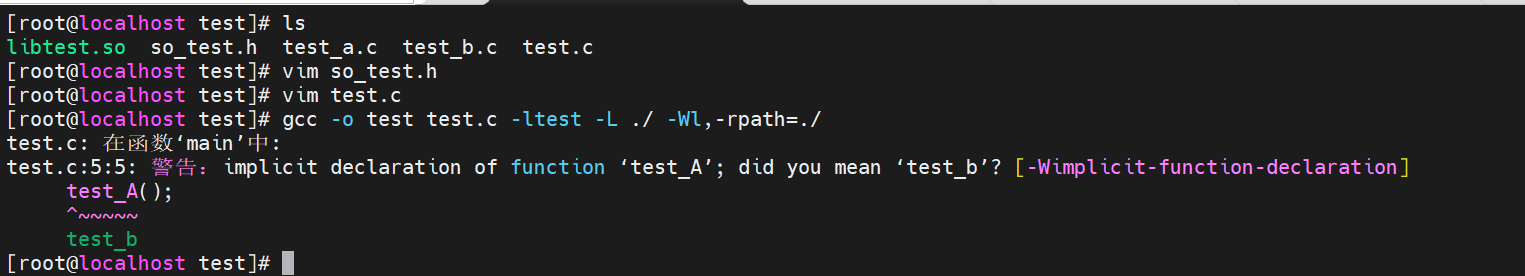 [root@localhost test]# ls
libtest.so  so_test.h  test_a.c  test_b.c  test.c
[root@localhost test]# vim so_test.h
[root@localhost test]# vim test.c
[root@localhost test]# gcc -o test test.c -ltest -L ./ -Wl,-rpath=./
test.c: 在函数‘main’中:
test.c:5:5: 警告：implicit declaration of function ‘test_A’; did you mean ‘test_b’? [-Wimplicit-function-declaration]
     test_A();
     ^~~~~~
     test_b
[root@localhost test]#